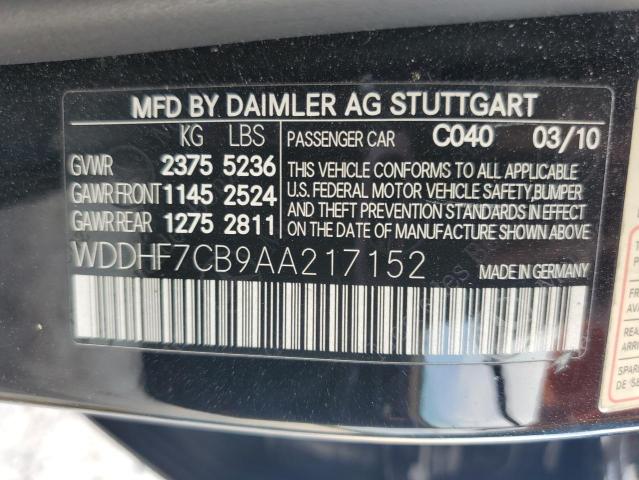 MFD BY DAIMLER AG STUTTGART
KG LBS
GVWR 2375 5236
GAWR FRONT 1145 2524
GAWR REAR 1275 2811
PASSENGER CAR C040 03/10
THIS VEHICLE CONFORMS TO ALL APPLICABLE
U.S. FEDERAL MOTOR VEHICLE SAFETY,BUMPER
AND THEFT PREVENTION STANDARDS IN EFFECT
ON THE DATE OF MANUFACTURE SHOWN ABOVE.
WDDHF7CB9AA217152 MADE IN GERMANY